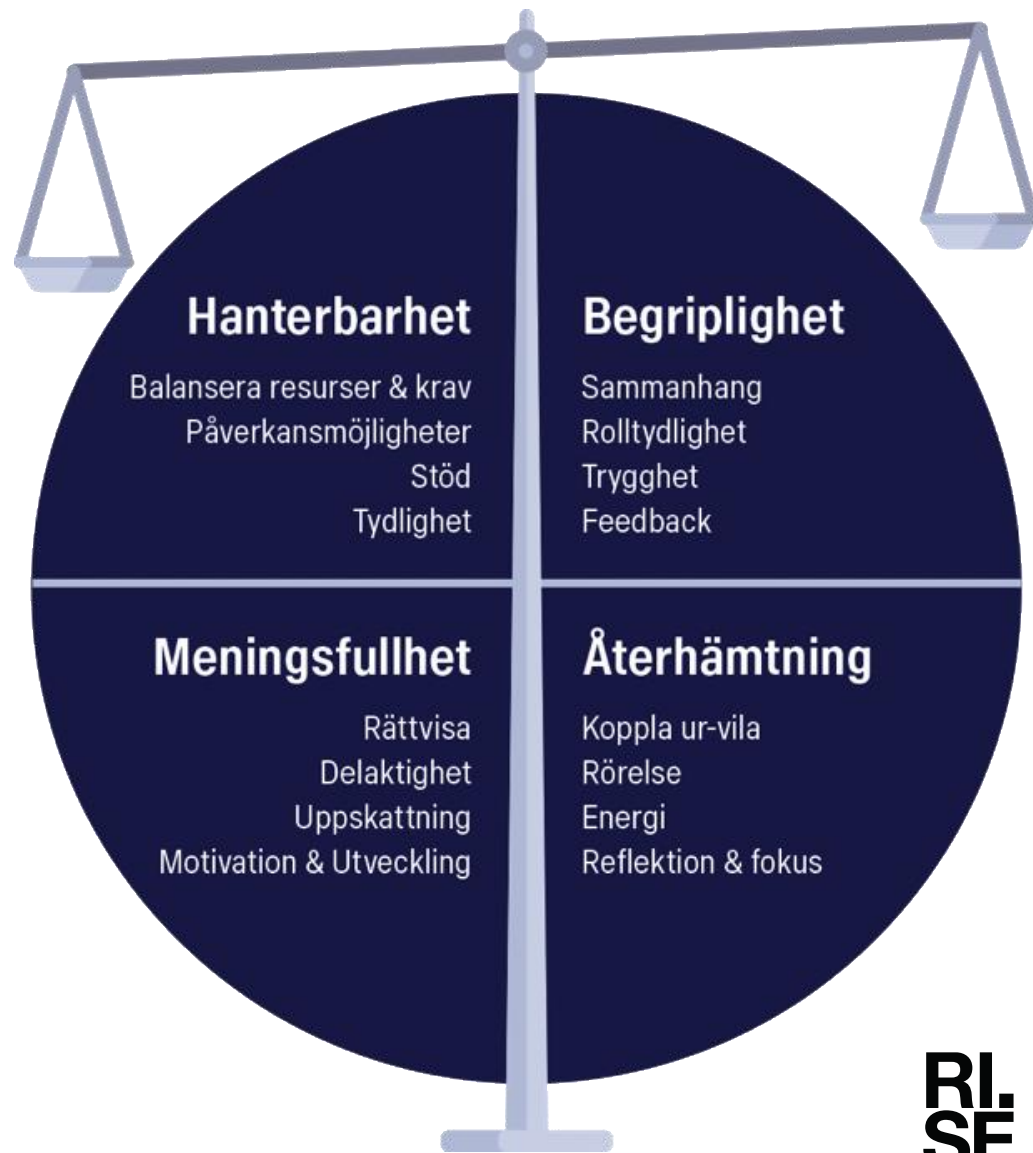 Hanterbarhet
Balansera resurser & krav
Påverkansmöjligheter
Stöd
Tydlighet
Begriplighet
Sammanhang
Rolltydlighet
Trygghet
Feedback
Meningsfullhet
Rättvisa
Delaktighet
Uppskattning
Motivation & Utveckling
Återhämtning
Koppla ur-vila
Rörelse
Energi
Reflektion & fokus
RI.
SE